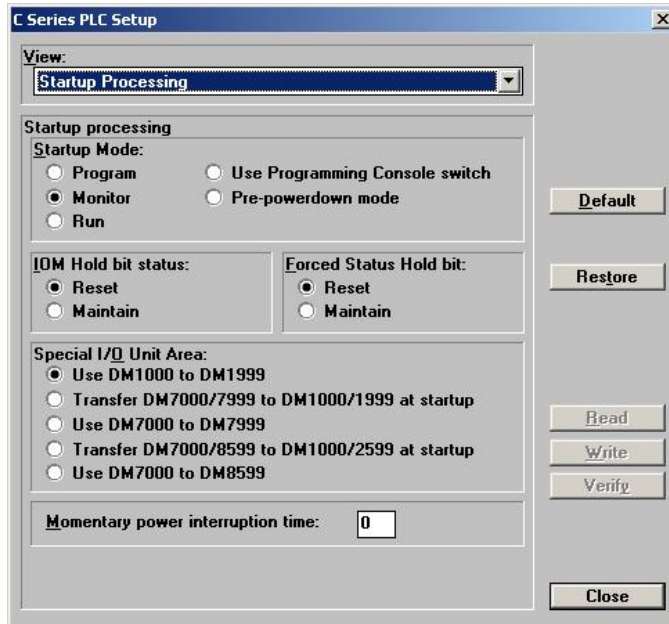 C Series PLC Setup
View:
Startup Processing
Startup processing
Startup Mode:
Program
Use Programming Console switch
Monitor
Pre-powerdown mode
Run
Default
IOM Hold bit status:
Forced Status Hold bit:
Reset
Reset
Restore
Maintain
Maintain
Special I/O Unit Area:
Use DM1000 to DM1999
Transfer DM7000/7999 to DM1000/1999 at startup
Use DM7000 to DM7999
Transfer DM7000/8599 to DM1000/2599 at startup
Use DM7000 to DM8599
Read
Write
Verify
Momentary power interruption time: 0
Close